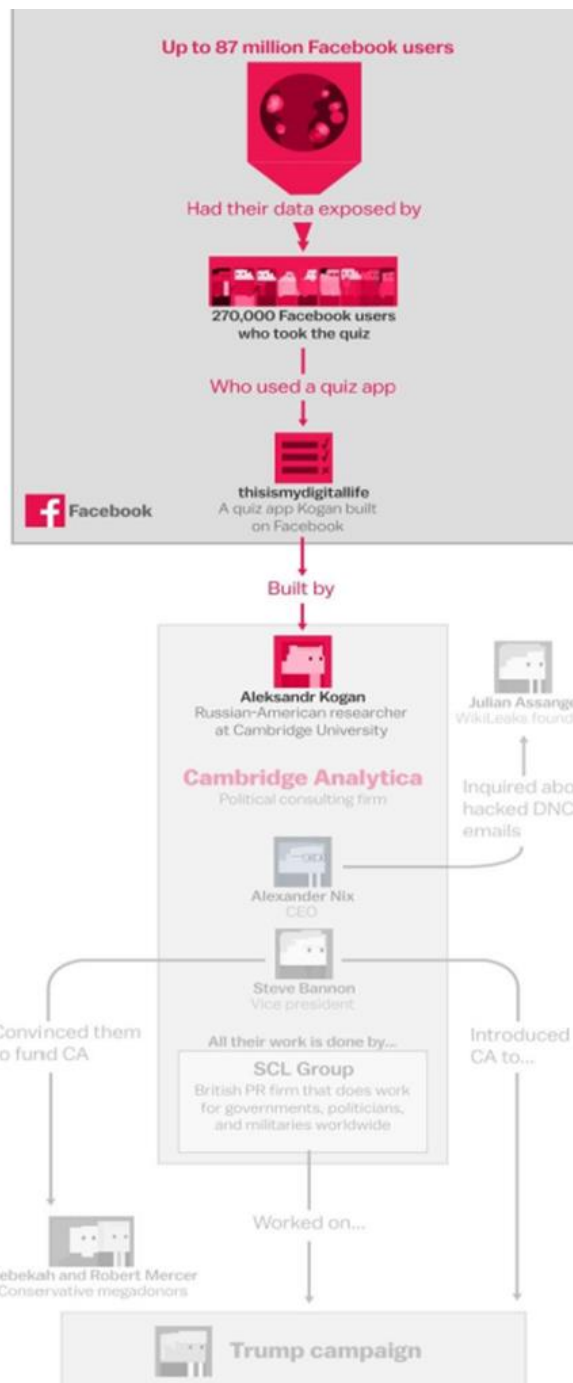 Up to 87 million Facebook users
Had their data exposed by
270,000 Facebook users
who took the quiz
Who used a quiz app
thisismydigitallife
A quiz app Kogan built
on Facebook
Facebook
Built by
Aleksandr Kogan
Russian-American researcher
at Cambridge University
Julian Assange
WikiLeaks found
Cambridge Analytica
Political consulting firm
Inquired abo
hacked DNC
emails
Alexander Nix
CEO
Steve Bannon
Vice president
Convinced them
o fund CA
Introduced
CA to...
All their work is done by...
SCL Group
British PR firm that does work
for governments, politicians,
and militaries worldwide
Worked on...
ebekah and Robert Mercer
Conservative megadonors
Trump campaign